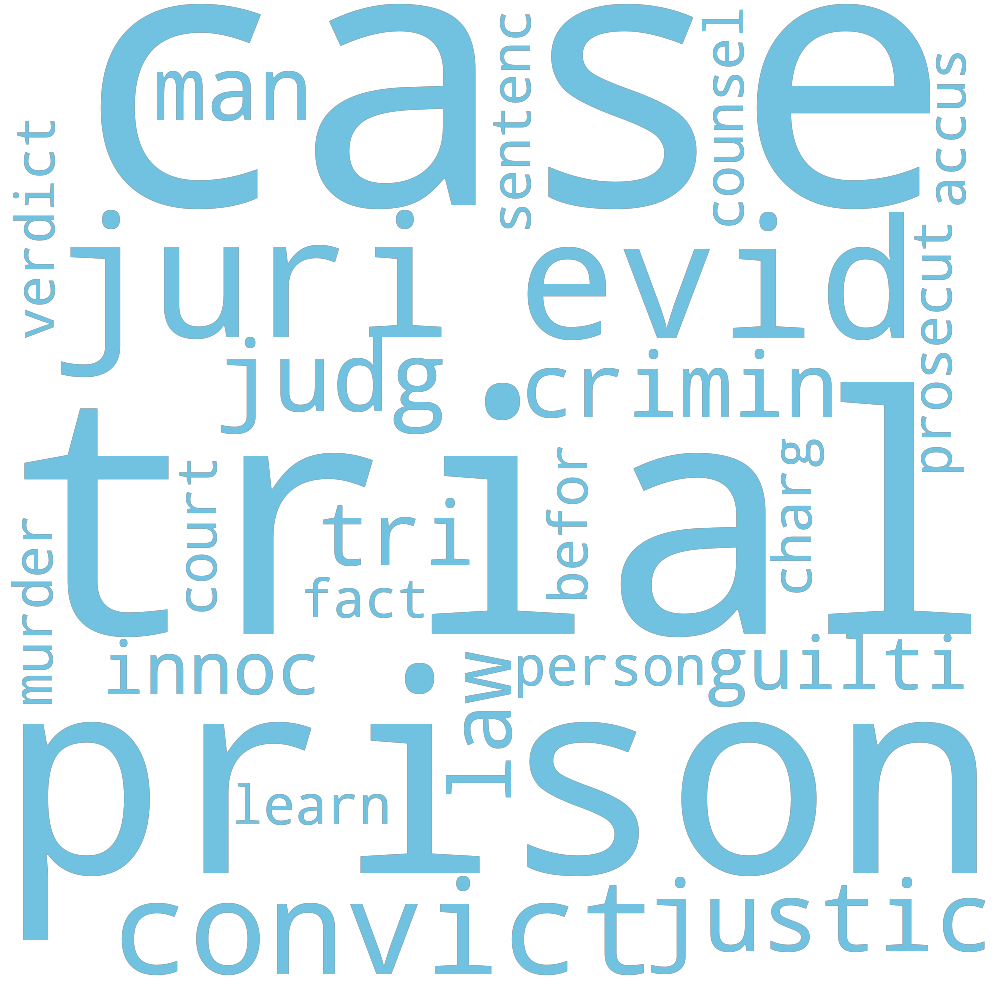 case
man
sentenc
counsel
accus
verdict
juri
evid
prosecut
judg
crimin
trial
court
tri
befor
charg
fact
murder
innoc
law
person
guilti
prison
learn
convict
justic